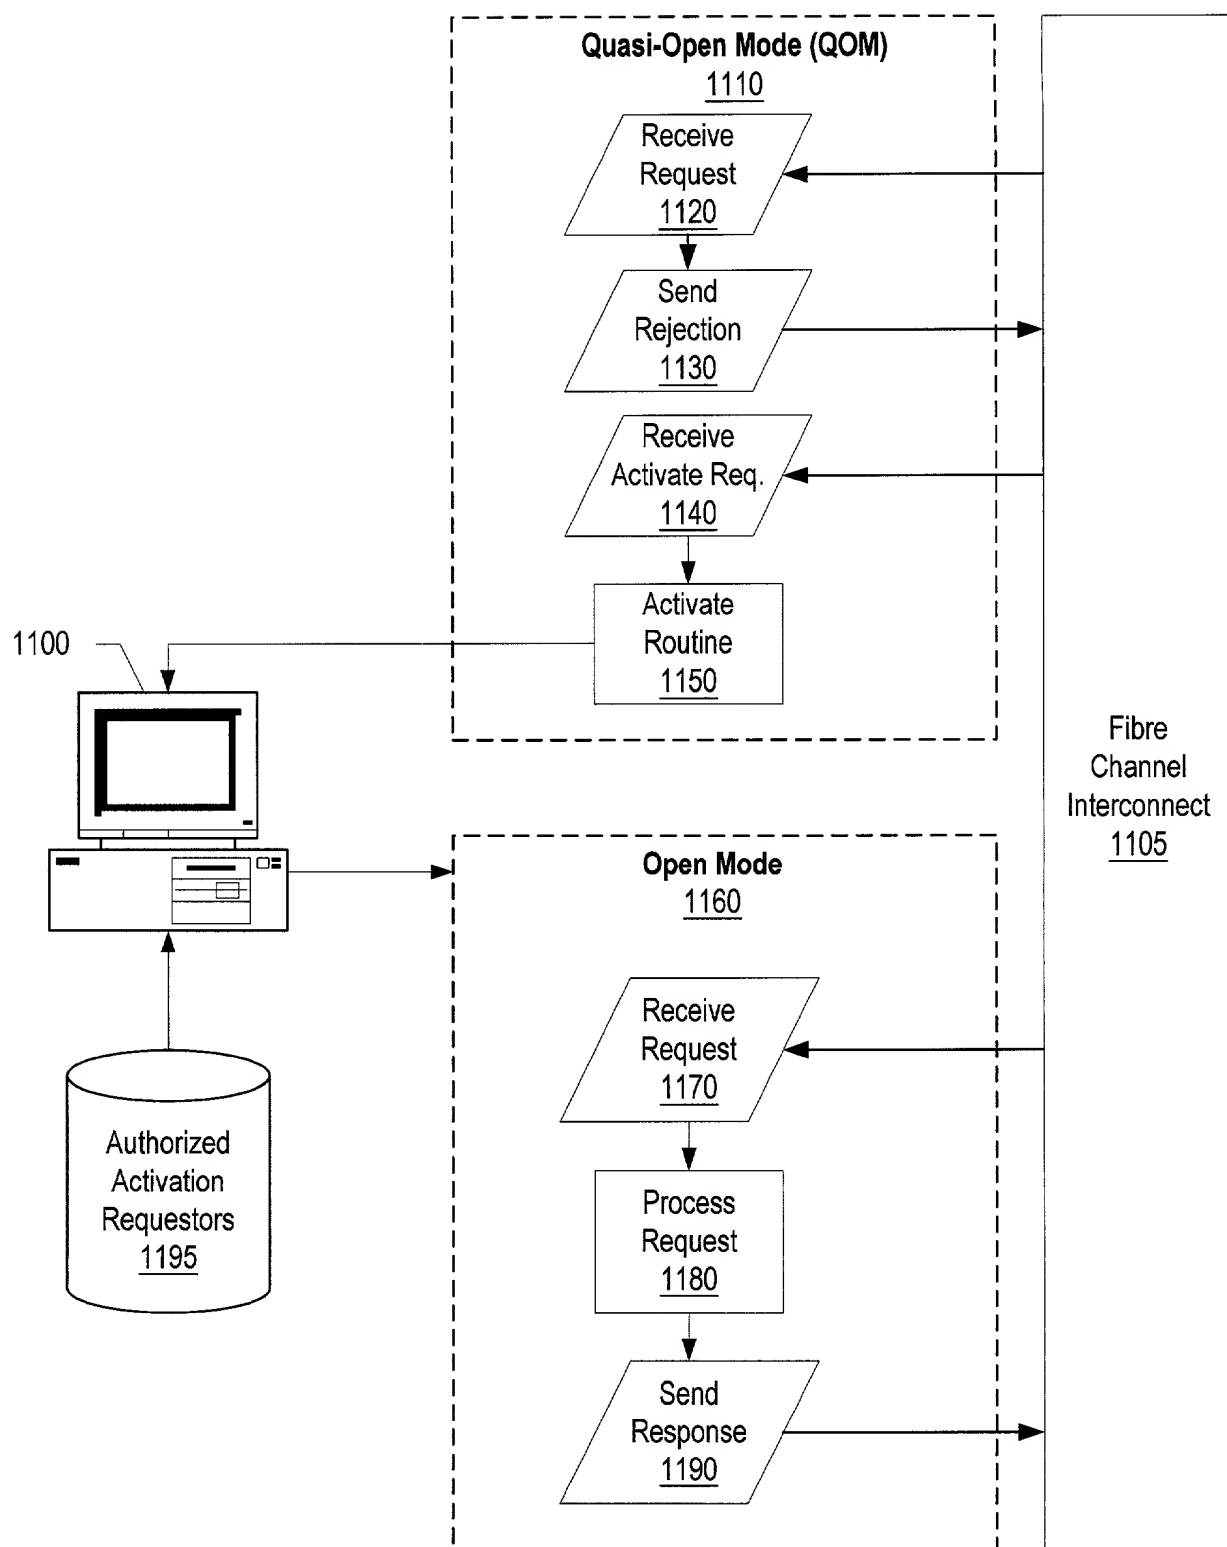 Quasi-Open Mode (QOM)
1110
Receive
Request
1120
Send
Rejection
1130
Receive
Activate Req.
1140
Activate
Routine
1150
1100
Fibre
Channel
Interconnect
1105
Open Mode
1160
Receive
Request
1170
Authorized
Activation
Requestors
1195
Process
Request
1180
Send
Response
1190